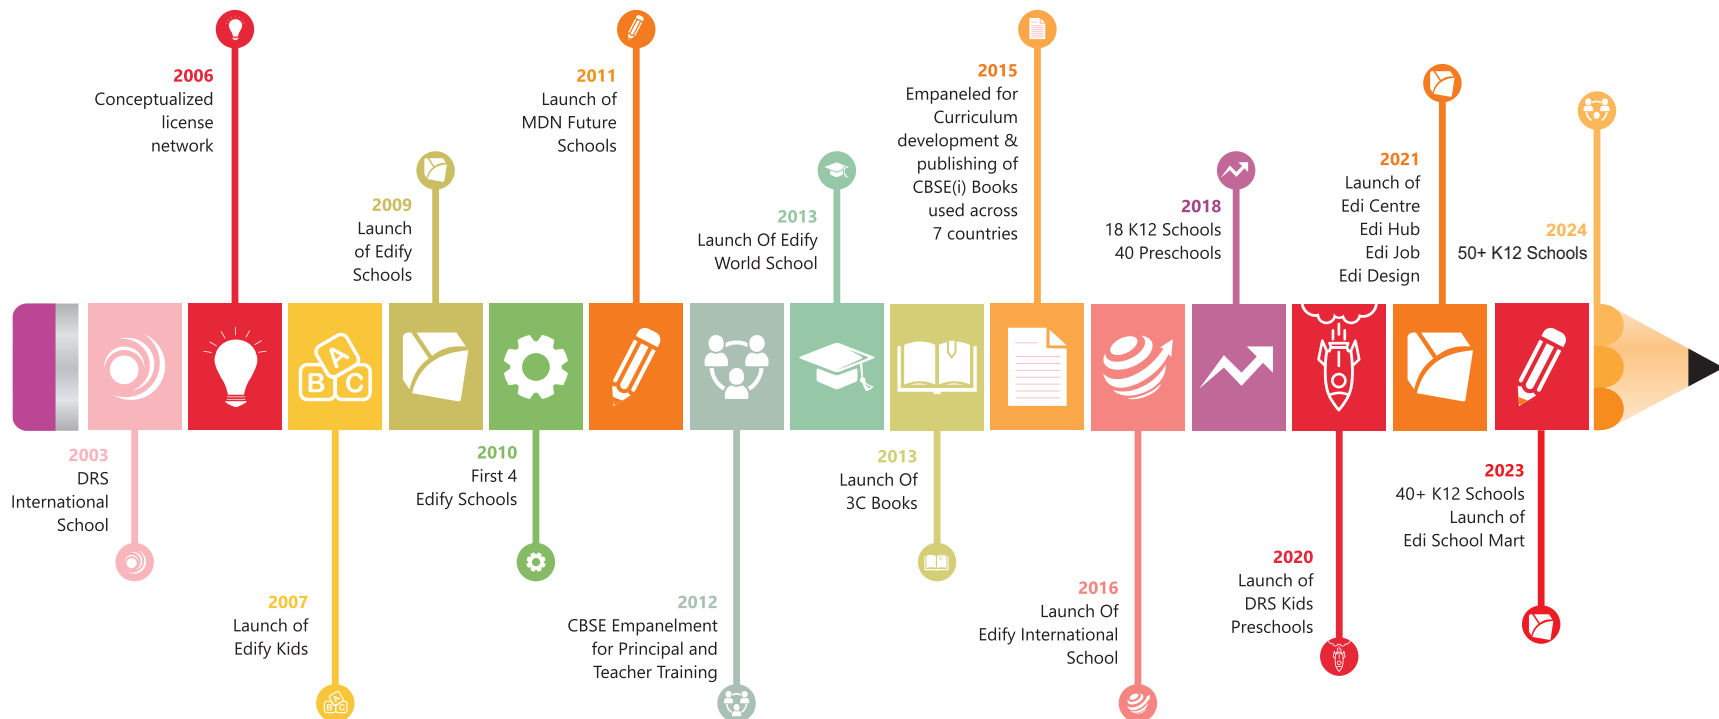 2003
DRS
International
School
2006
Conceptualized
license
network
A
B C
2007
Launch of
Edify Kids
A
B C
2009
Launch
of Edify
Schools
2010
First 4
Edify Schools
2011
Launch of
MDN Future
Schools
2012
CBSE Empanelment
for Principal and
Teacher Training
2013
Launch Of Edify
World School
2013
Launch Of
3C Books
2015
Empaneled for
Curriculum
development &
publishing of
CBSE(i) Books
used across
7 countries
2016
Launch Of
Edify International
School
2018
18 K12 Schools
40 Preschools
2020
Launch of
DRS Kids
Preschools
2021
Launch of
Edi Centre
Edi Hub
Edi Job
Edi Design
2023
40+ K12 Schools
Launch of
Edi School Mart
2024
50+ K12 Schools